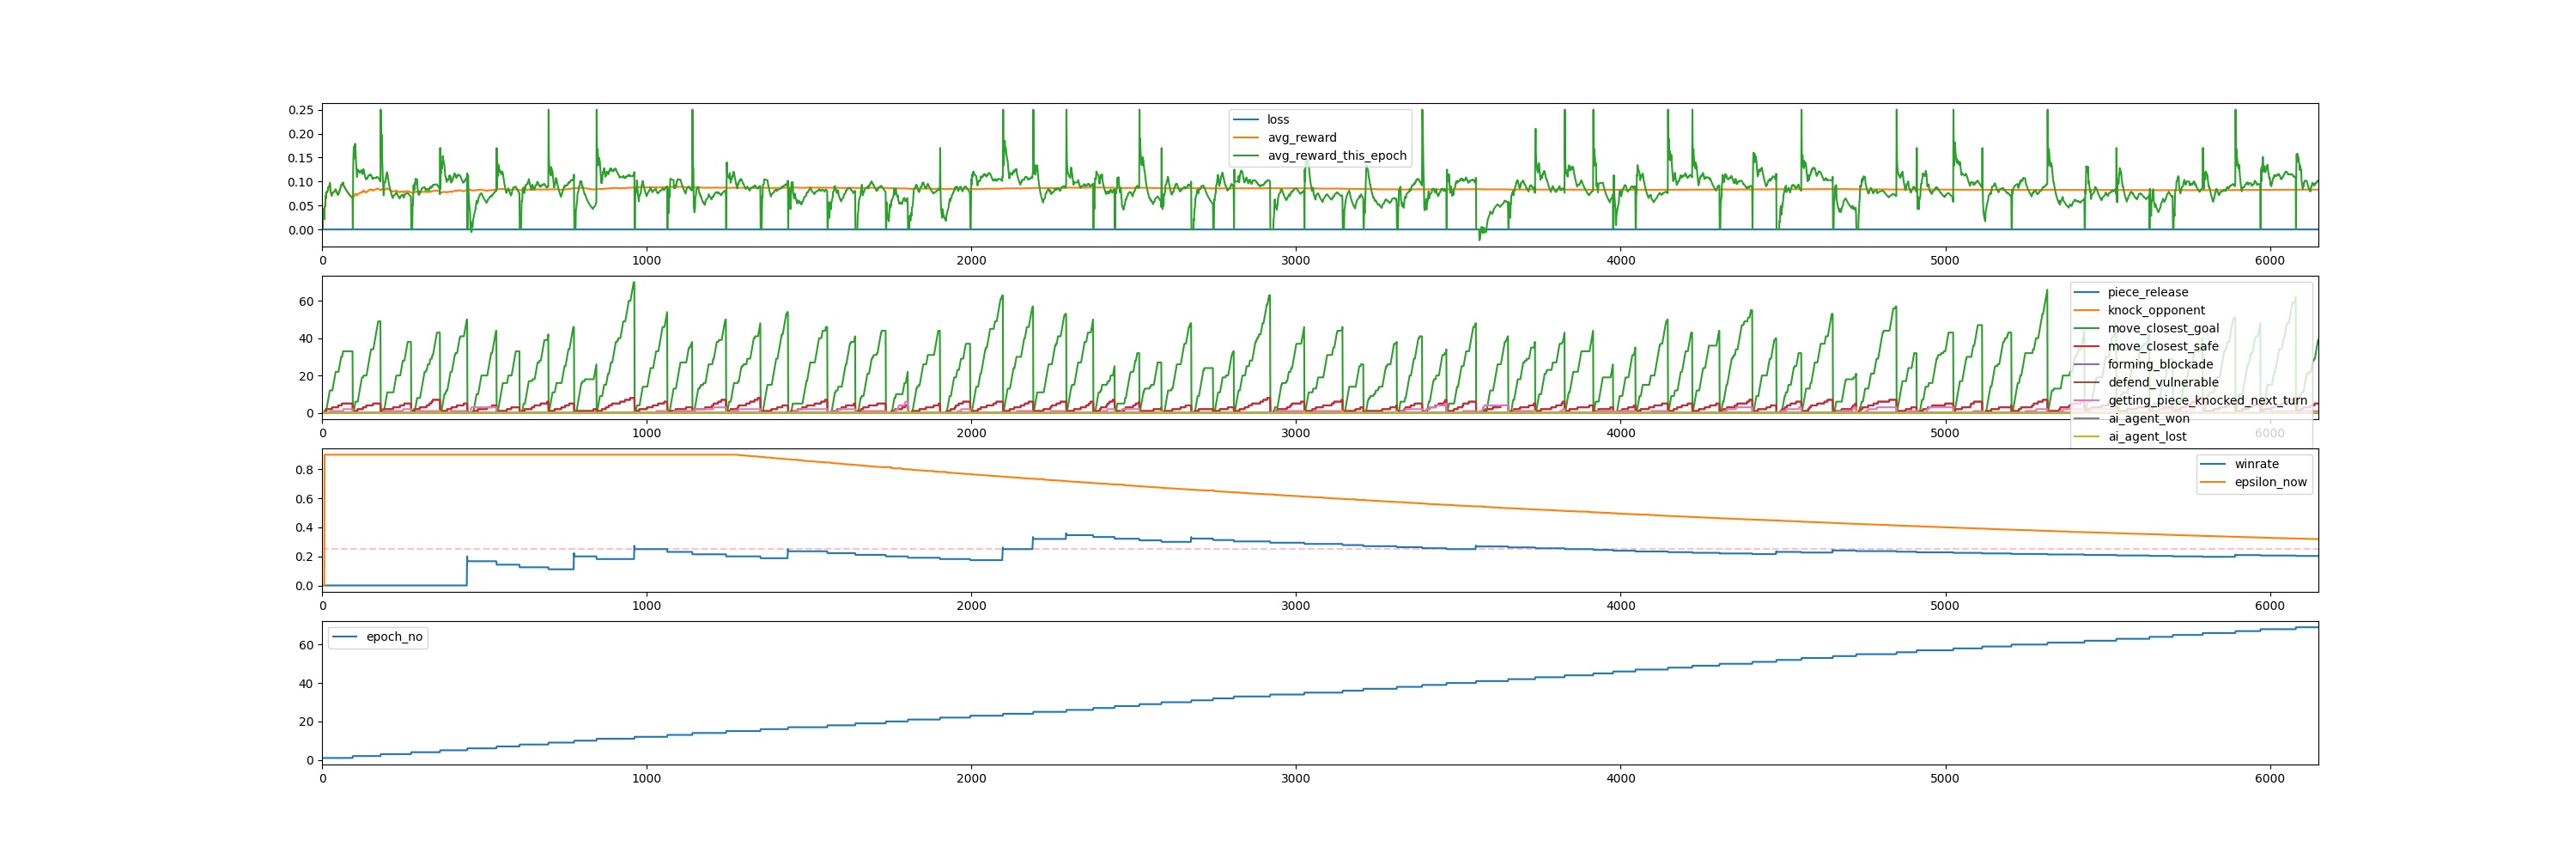 0.25
0.20
0.15
0.10
0.05
0.00
loss
avg_reward
avg_reward_this_epoch
0 1000 2000 3000 4000 5000 6000
60
40
20
0
piece_release
knock_opponent
move_closest_goal
move_closest_safe
forming_blockade
defend_vulnerable
getting_piece_knocked_next_turn
ai_agent_won
ai_agent_lost
0 1000 2000 3000 4000 5000 6000
0.8
0.6
0.4
0.2
0.0
winrate
epsilon_now
0 1000 2000 3000 4000 5000 6000
60
40
20
0
epoch_no
0 1000 2000 3000 4000 5000 6000